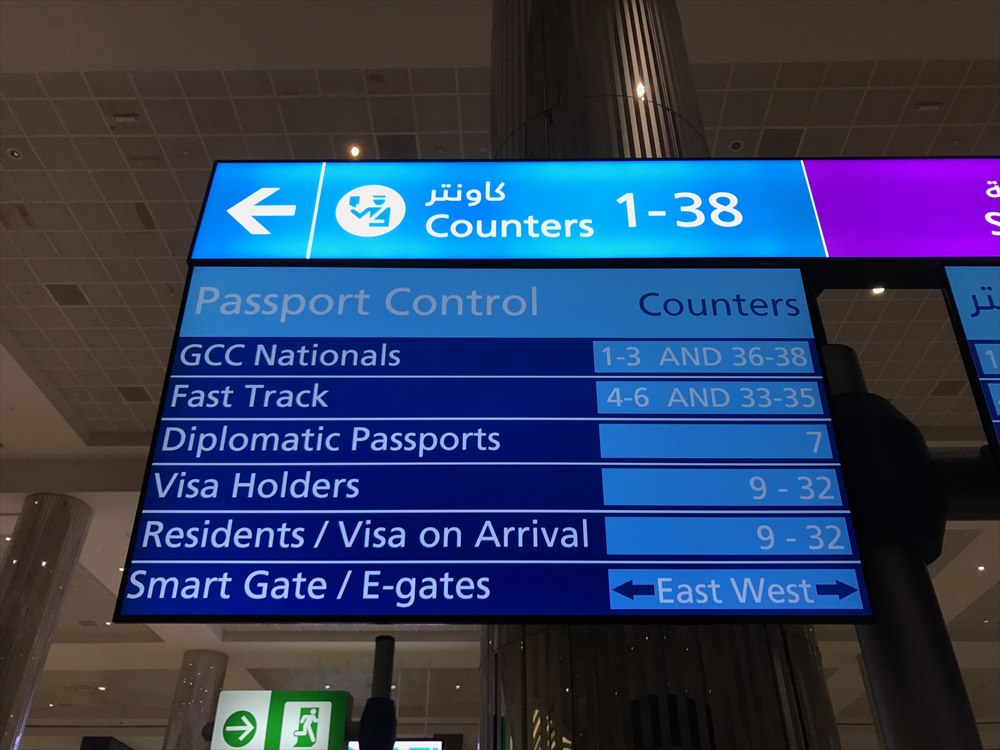 كاونتر
Counters 1-38
Passport Control Counters
GCC Nationals 1-3 AND 36-38
Fast Track 4-6 AND 33-35
Diplomatic Passports 7
Visa Holders 9 - 32
Residents / Visa on Arrival 9 - 32
Smart Gate / E-gates East West